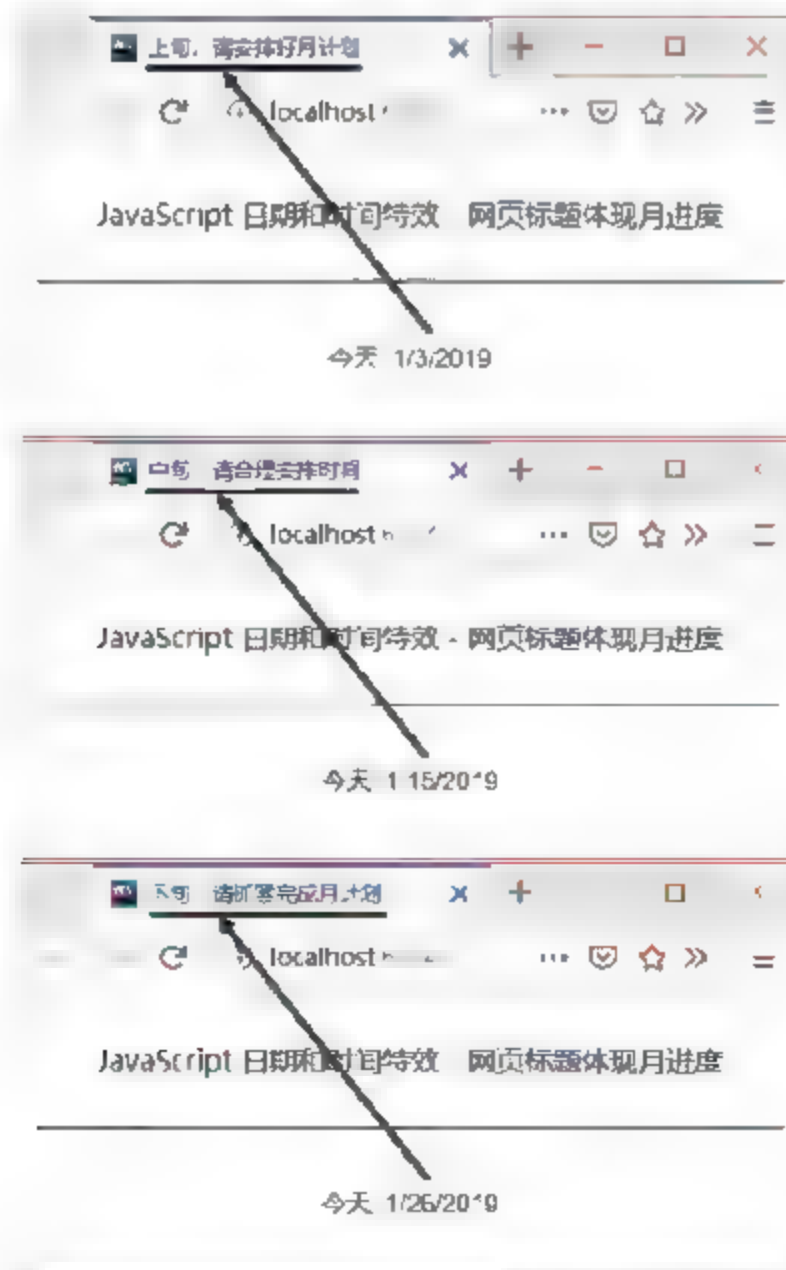 上旬，请安排好月计划
localhost
JavaScript 日期和时间特效 网页标题体现月进度
今天 1/3/2019
中旬 请合理安排时间
localhost
JavaScript 日期和时间特效 - 网页标题体现月进度
今天 1 15/2019
下旬 请抓紧完成月计划
localhost
JavaScript 日期和时间特效 网页标题体现月进度
今天 1/26/2019